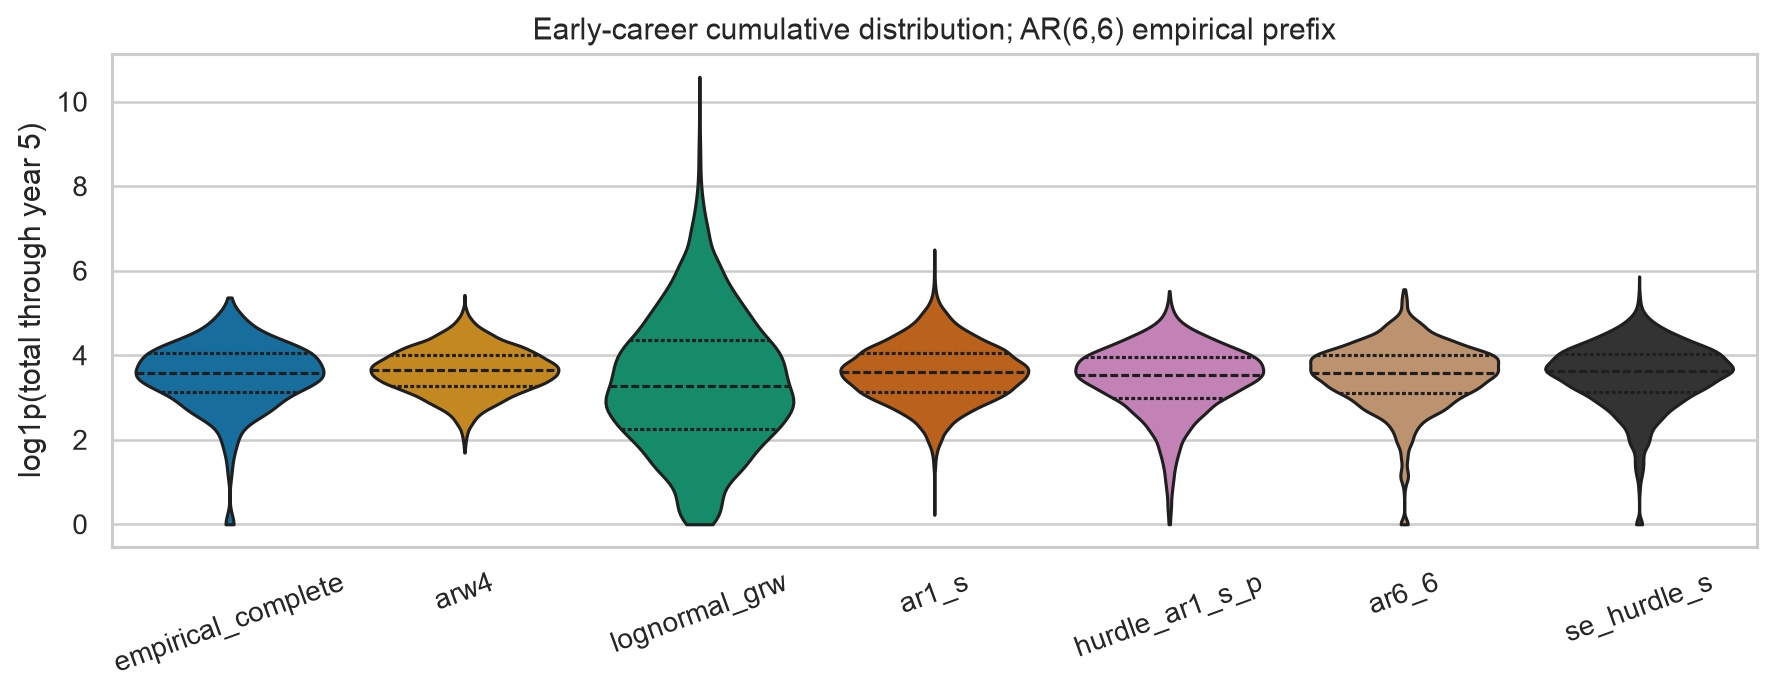 Early-career cumulative distribution; AR(6,6) empirical prefix
log1p(total through year 5)
10
8
6
4
2
0
empirical_complete
arw4
lognormal_grw
ar1_s
hurdle_ar1_s_p
ar6_6
se_hurdle_s